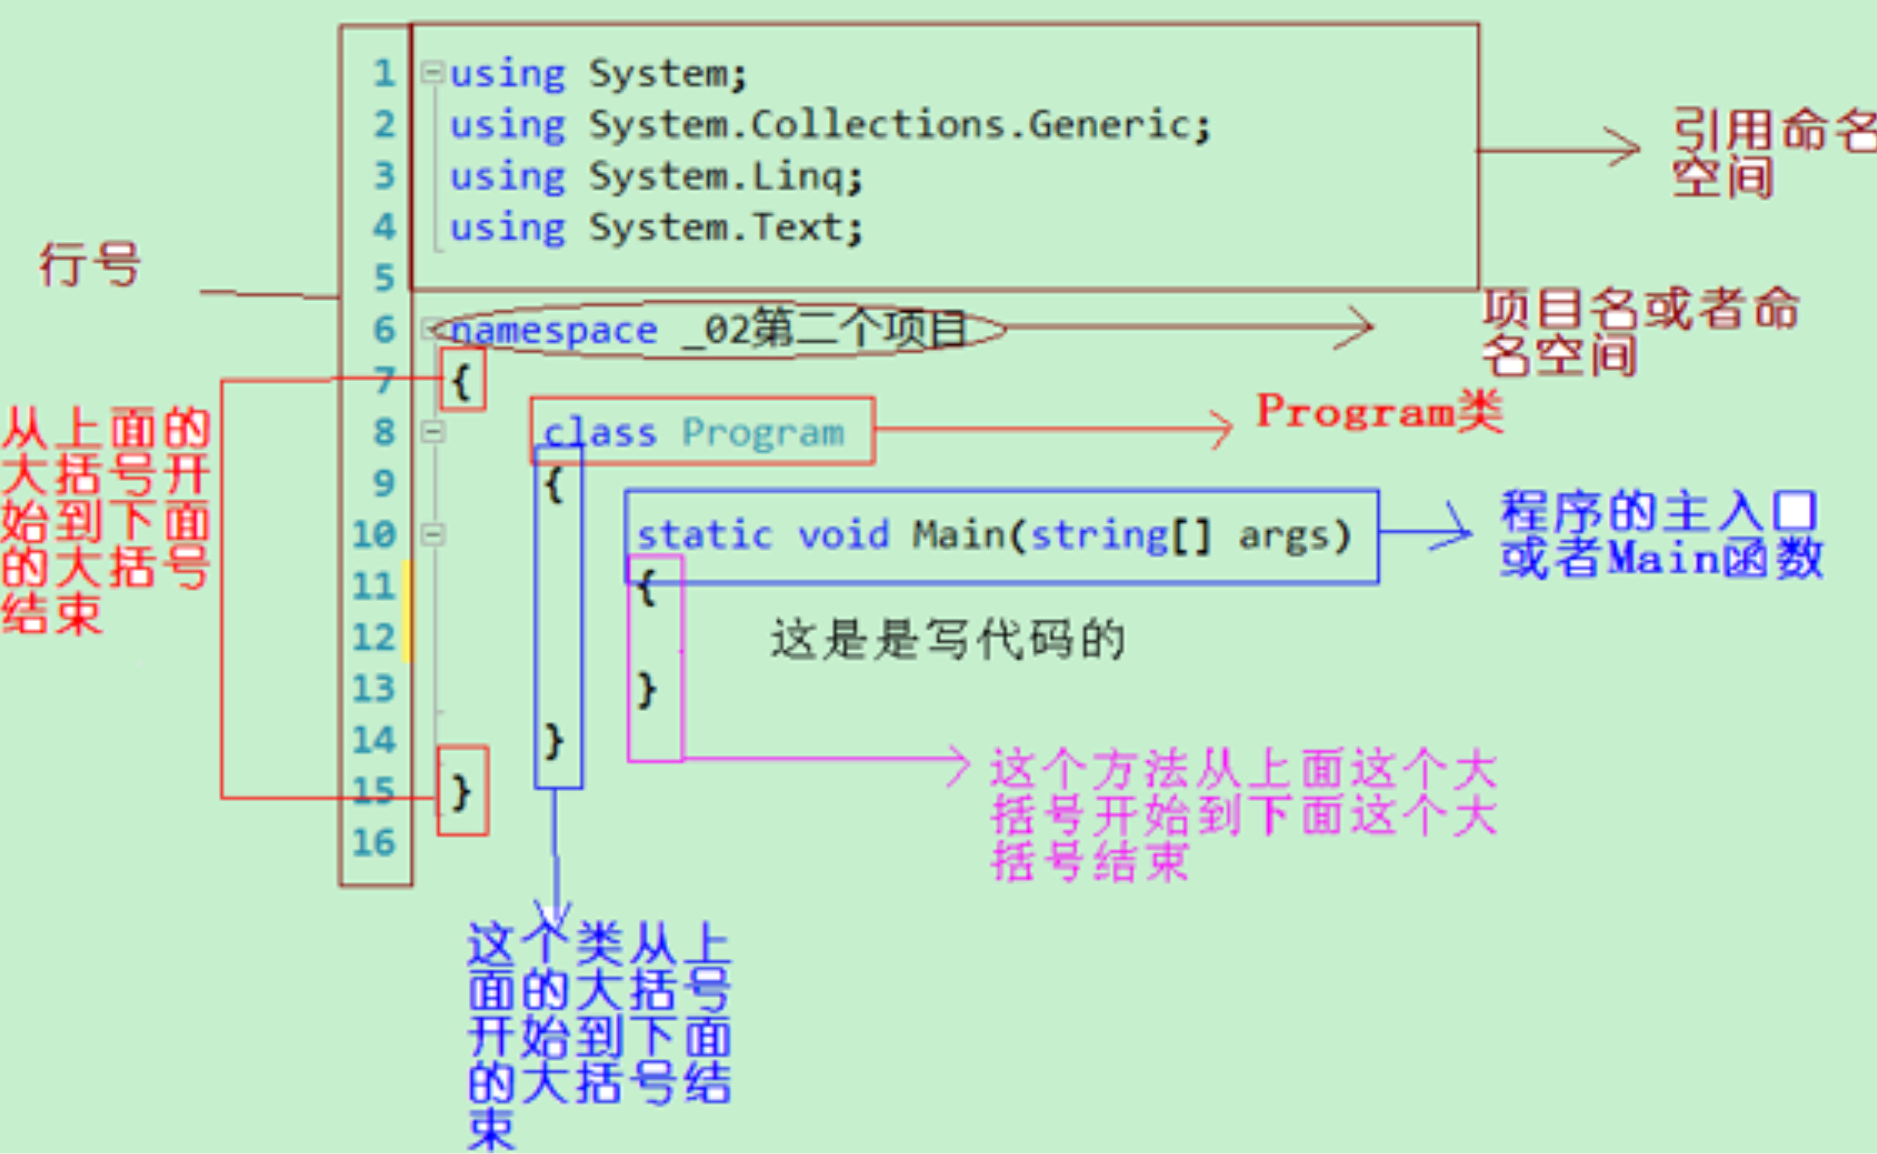 1 using System;
2 using System.Collections.Generic;
3 using System.Linq;
4 using System.Text;
5
6 namespace _02第二个项目
7 {
8 class Program
9 {
10 static void Main(string[] args)
11 {
12 这是是写代码的
13 }
14 }
15 }
16
引用命名
空间
行号
项目名或者命
名空间
Program类
从上面的
大括号开
始到下面
的大括号
结束
程序的主入口
或者Main函数
这个方法从上面这个大
括号开始到下面这个大
括号结束
这个类从上
面的大括号
开始到下面
的大括号结
束